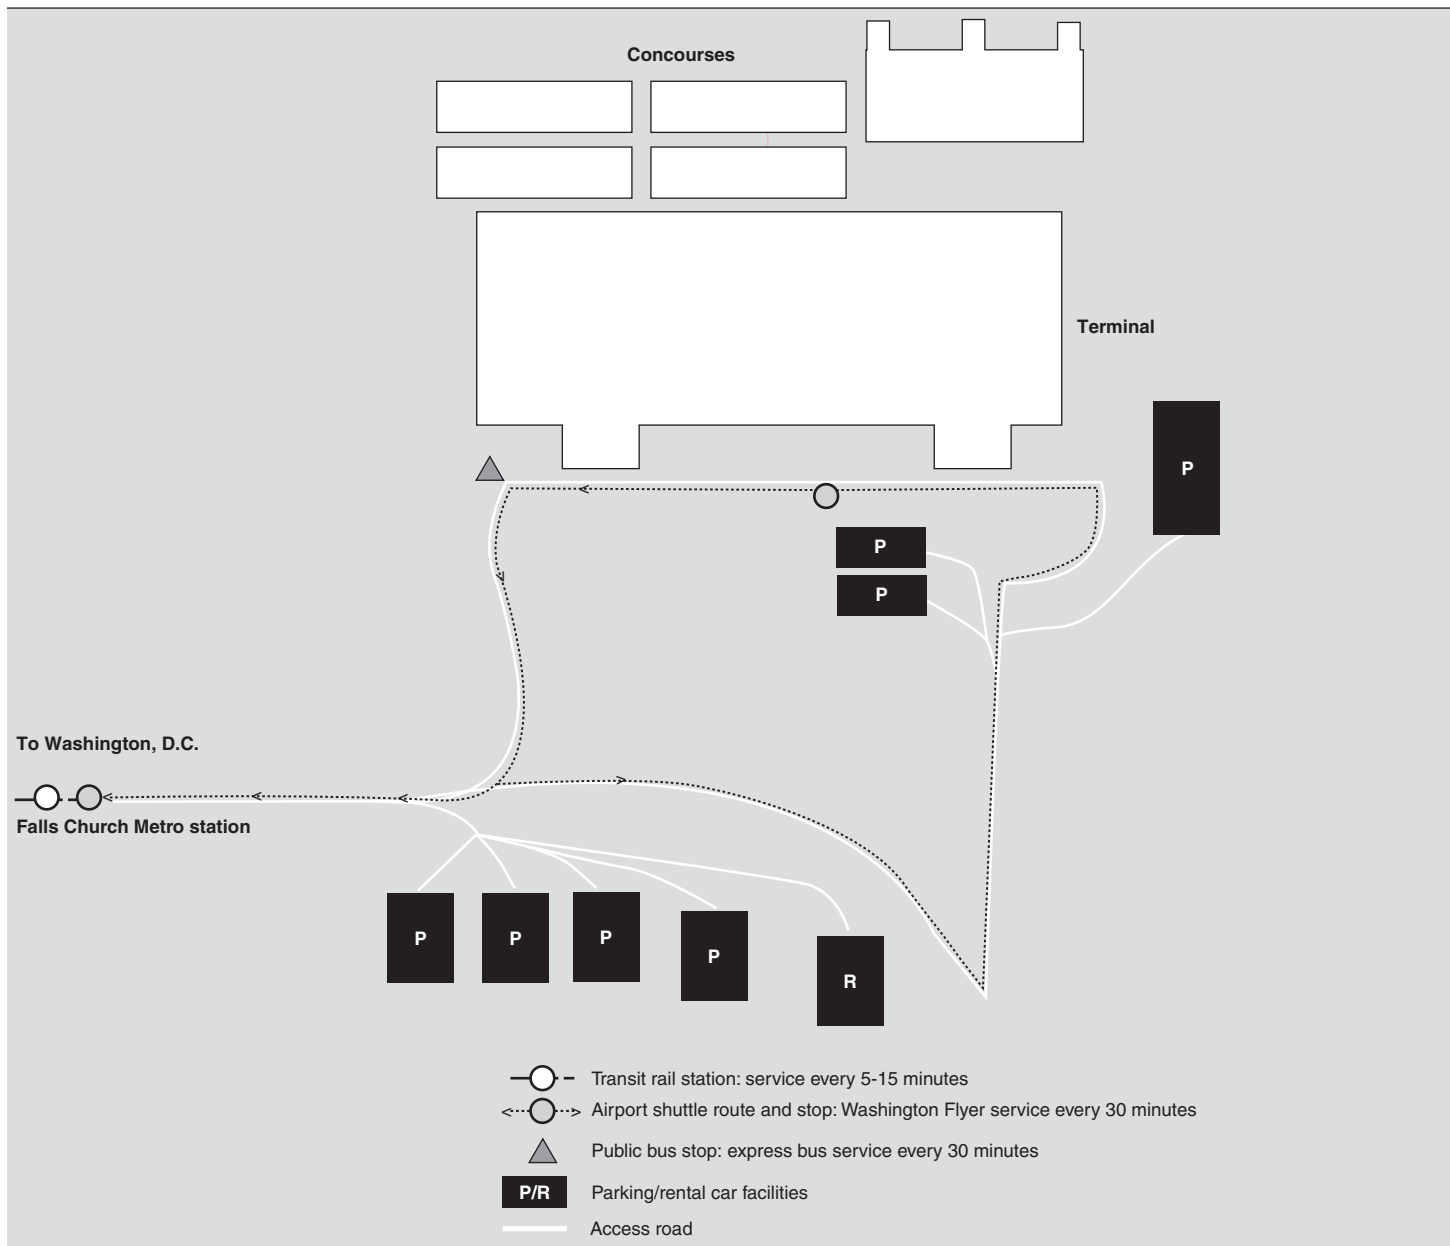 Concourses
Terminal
P
P
P
To Washington, D.C.
Falls Church Metro station
P
P
P
P
R
Transit rail station: service every 5-15 minutes
Airport shuttle route and stop: Washington Flyer service every 30 minutes
Public bus stop: express bus service every 30 minutes
P/R Parking/rental car facilities
Access road